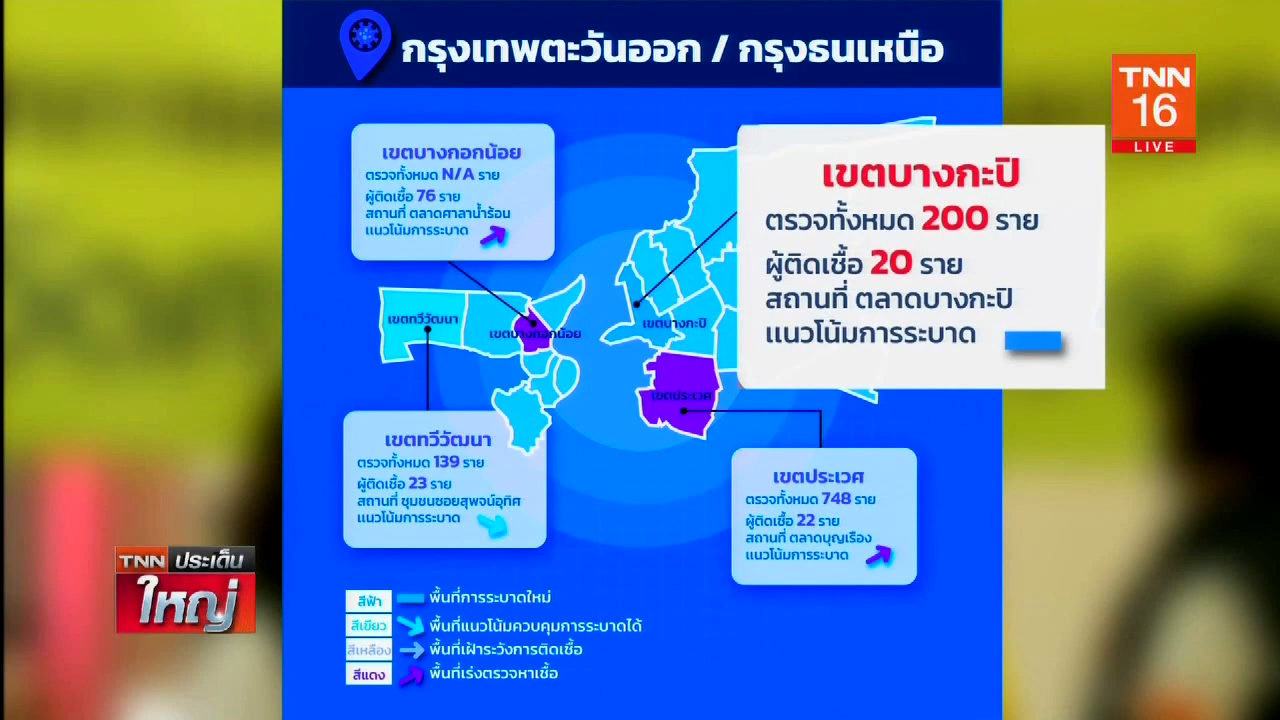 กรุงเทพตะวันออก / กรุงธนเหนือ
TNN
16
LIVE
เขตบางกอกน้อย
ตรวจทั้งหมด N/A ราย
ผู้ติดเชื้อ 76 ราย
สถานที่ ตลาดศาลาน้ำร้อน
แนวโน้มการระบาด
เขตบางกะปิ
ตรวจทั้งหมด 200 ราย
ผู้ติดเชื้อ 20 ราย
สถานที่ ตลาดบางกะปิ
แนวโน้มการระบาด
เขตทวีวัฒนา
เขตบางกอกน้อย
เขตบางกะปิ
เขตประเวศ
เขตทวีวัฒนา
ตรวจทั้งหมด 139 ราย
ผู้ติดเชื้อ 23 ราย
สถานที่ ชุมชนซอยสุพจน์อุทิศ
แนวโน้มการระบาด
เขตประเวศ
ตรวจทั้งหมด 748 ราย
ผู้ติดเชื้อ 22 ราย
สถานที่ ตลาดบุญเรือง
แนวโน้มการระบาด
TNN ประเด็น
ใหญ่
สีฟ้า พื้นที่การระบาดใหม่
สีเขียว พื้นที่แนวโน้มควบคุมการระบาดได้
สีเหลือง พื้นที่เฝ้าระวังการติดเชื้อ
สีแดง พื้นที่เร่งตรวจหาเชื้อ